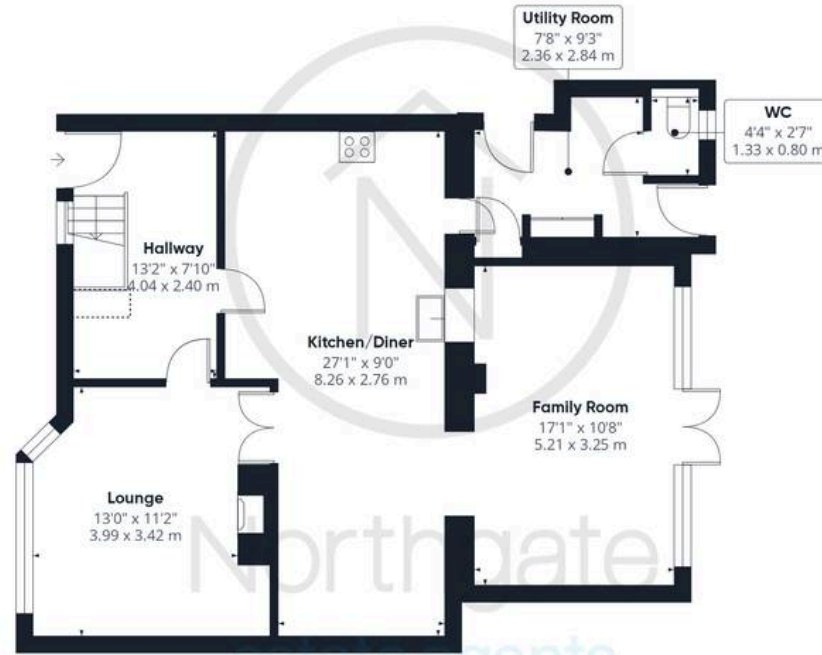 Utility Room
7'8" x 9'3"
2.36 x 2.84 m
WC
4'4" x 2'7"
1.33 x 0.80 m
Hallway
13'2" x 7'10"
4.04 x 2.40 m
Kitchen/Diner
27'1" x 9'0"
8.26 x 2.76 m
Family Room
17'1" x 10'8"
5.21 x 3.25 m
Lounge
13'0" x 11'2"
3.99 x 3.42 m
Northgate
estate agents